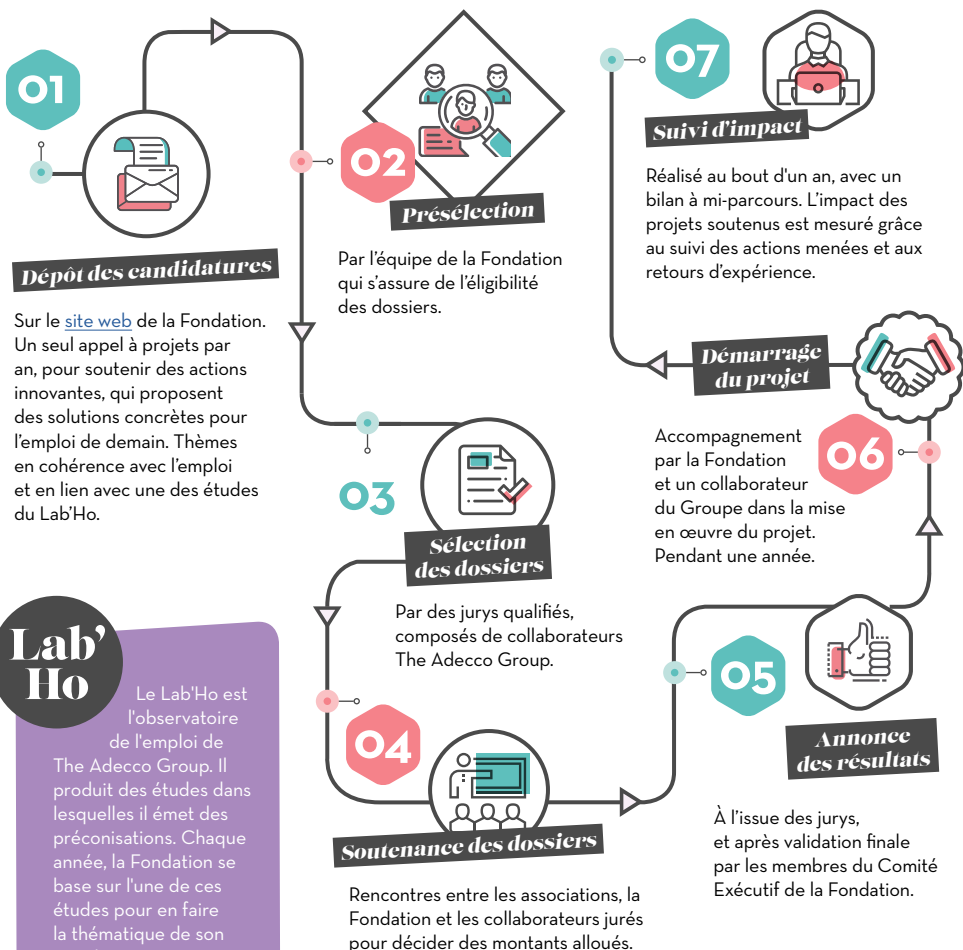 01
Dépôt des candidatures
Sur le site web de la Fondation.
Un seul appel à projets par
an, pour soutenir des actions
innovantes, qui proposent
des solutions concrètes pour
l'emploi de demain. Thèmes
en cohérence avec l'emploi
et en lien avec une des études
du Lab'Ho.
02
Présélection
Par l'équipe de la Fondation
qui s'assure de l'éligibilité
des dossiers.
03
Sélection
des dossiers
Par des jurys qualifiés,
composés de collaborateurs
The Adecco Group.
04
Soutenance des dossiers
Rencontres entre les associations, la
Fondation et les collaborateurs jurés
pour décider des montants alloués.
05
Annonce
des résultats
À l'issue des jurys,
et après validation finale
par les membres du Comité
Exécutif de la Fondation.
06
Démarrage
du projet
Accompagnement
par la Fondation
et un collaborateur
du Groupe dans la mise
en œuvre du projet.
Pendant une année.
07
Suivi d'impact
Réalisé au bout d'un an, avec un
bilan à mi-parcours. L'impact des
projets soutenus est mesuré grâce
au suivi des actions menées et aux
retours d'expérience.
Lab'
Ho
Le Lab'Ho est
l'observatoire
de l'emploi de
The Adecco Group. Il
produit des études dans
lesquelles il émet des
préconisations. Chaque
année, la Fondation se
base sur l'une de ces
études pour en faire
la thématique de son